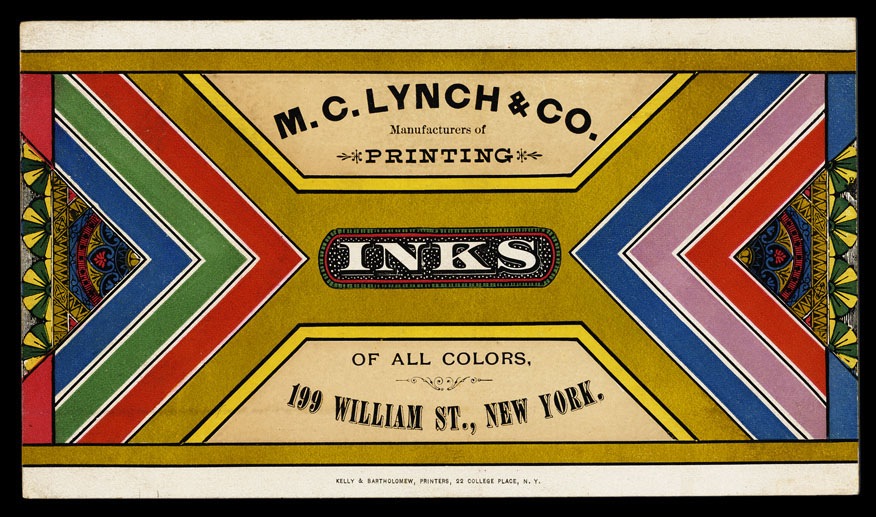 M. C. LYNCH & CO.
Manufacturers of
PRINTING
INKS
OF ALL COLORS,
199 WILLIAM ST., NEW YORK.
KELLY & BARTHOLOMEW, PRINTERS, 22 COLLEGE PLACE, N. Y.